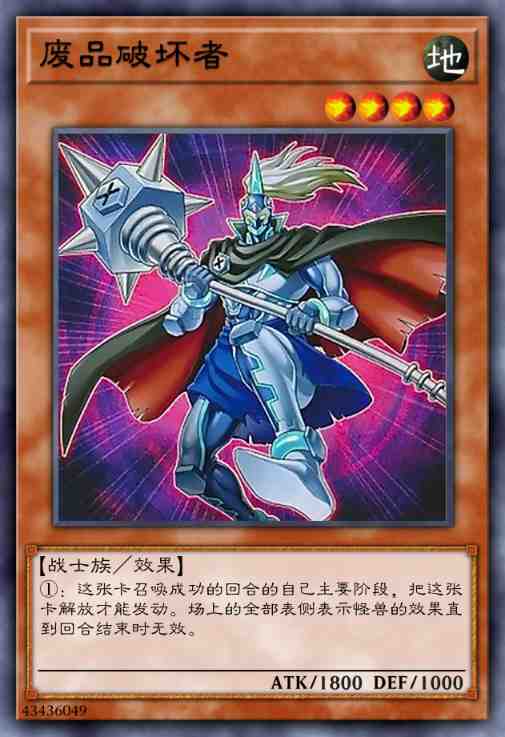 废品破坏者
地
【战士族／效果】
①：这张卡召唤成功的回合的自己主要阶段，把这张
卡解放才能发动。场上的全部表侧表示怪兽的效果直
到回合结束时无效。
ATK/1800 DEF/1000
43436049